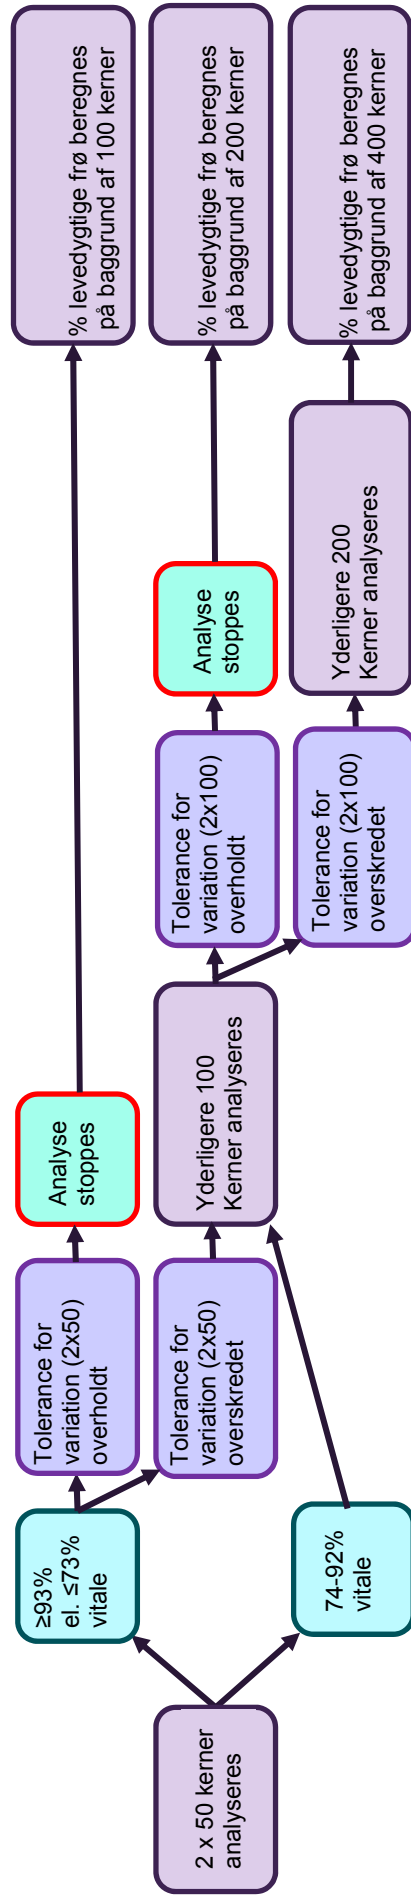 2 x 50 kerner
analyseres
≥93%
el. ≤73%
vitale
74-92%
vitale
Tolerance for
variation (2x50)
overholdt
Tolerance for
variation (2x50)
overskredet
Analyse
stoppes
Yderligere 100
Kerner analyseres
Tolerance for
variation (2x100)
overholdt
Tolerance for
variation (2x100)
overskredet
Analyse
stoppes
Yderligere 200
Kerner analyseres
% levedygtige frø beregnes
på baggrund af 100 kerner
% levedygtige frø beregnes
på baggrund af 200 kerner
% levedygtige frø beregnes
på baggrund af 400 kerner